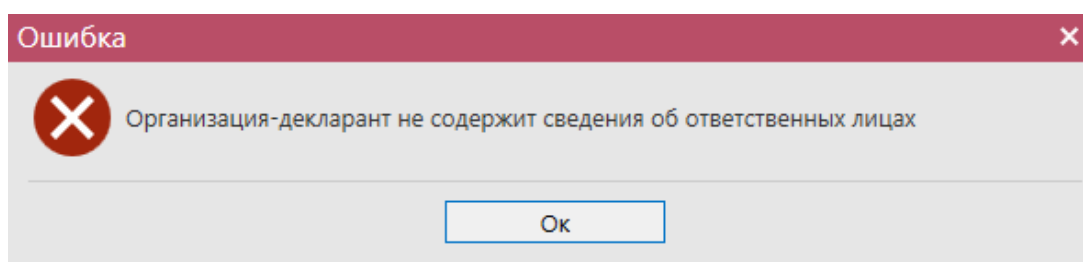 Ошибка
Организация-декларант не содержит сведения об ответственных лицах
Ок